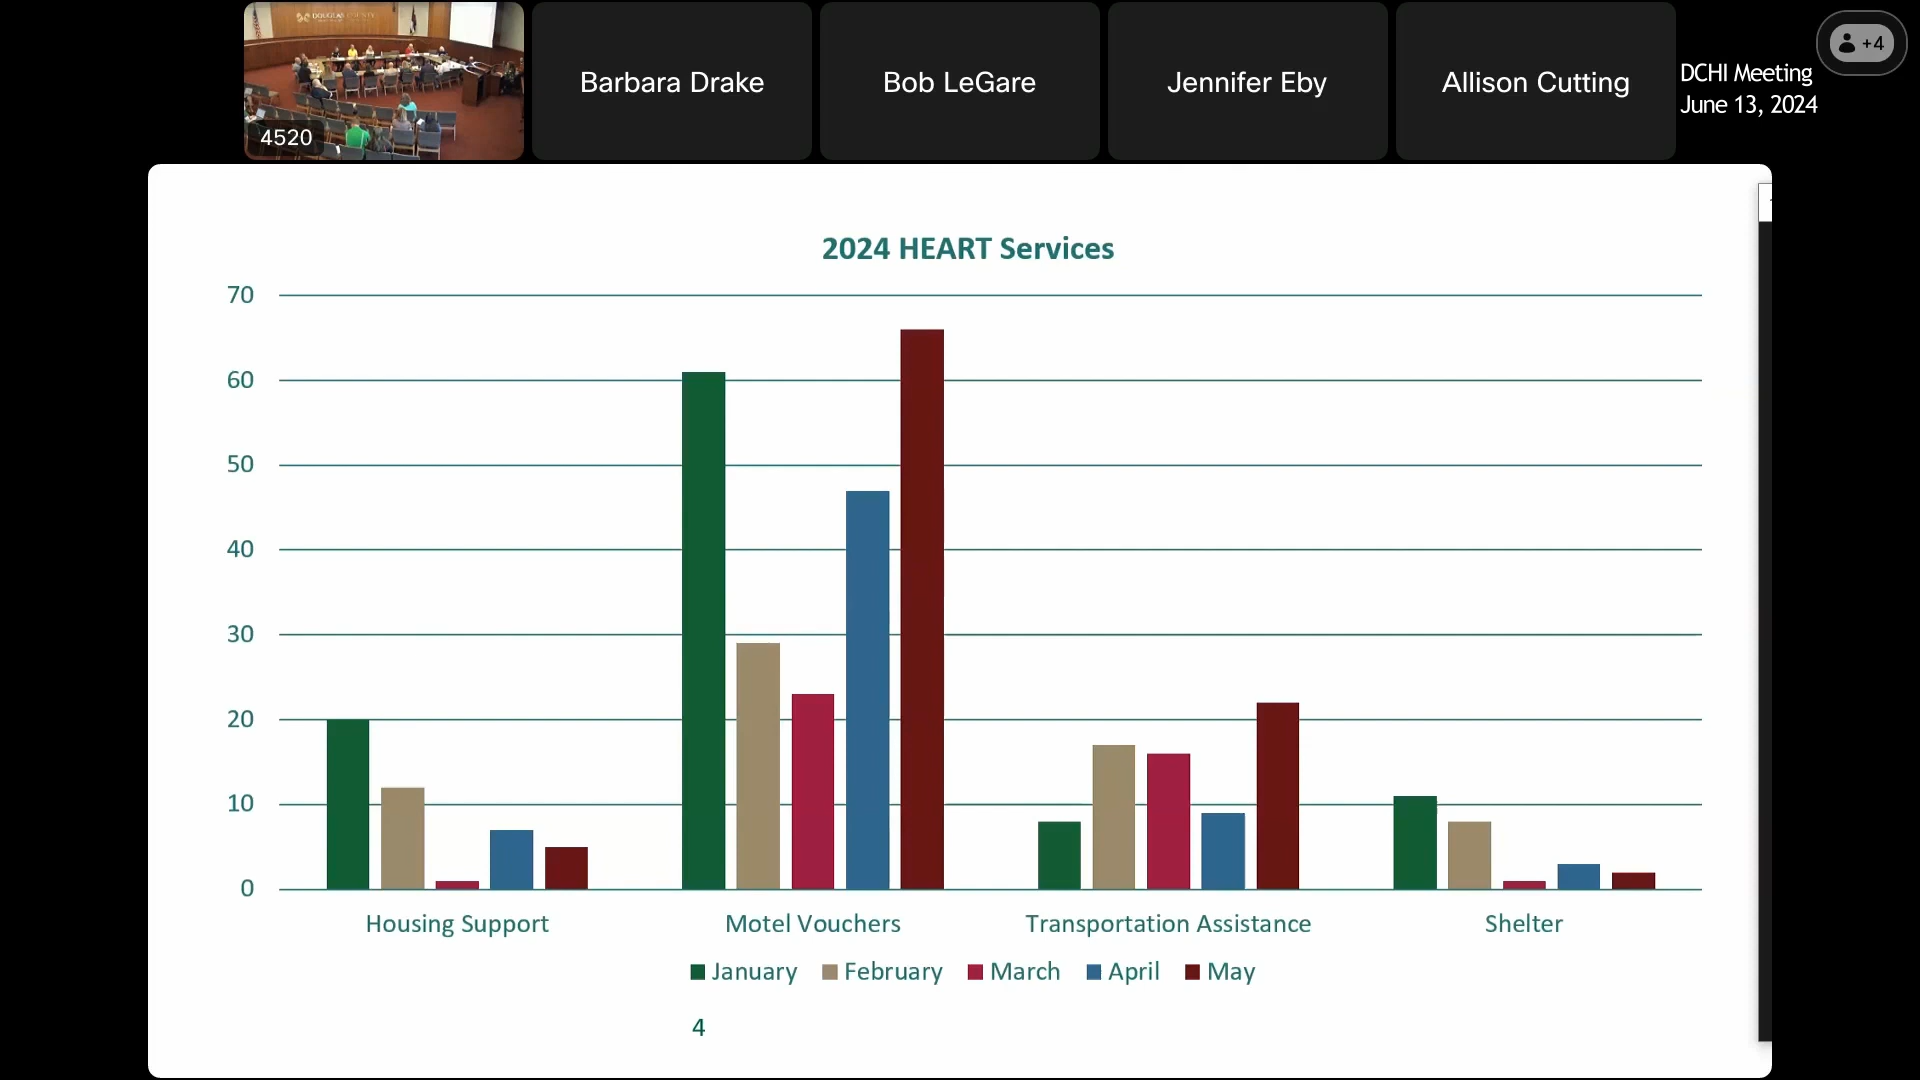 DOUGLAS COUNTY
4520
Barbara Drake
Bob LeGare
Jennifer Eby
Allison Cutting
+4
DCHI Meeting
June 13, 2024
2024 HEART Services
70
60
50
40
30
20
10
0
Housing Support
Motel Vouchers
Transportation Assistance
Shelter
January
February
March
April
May
4